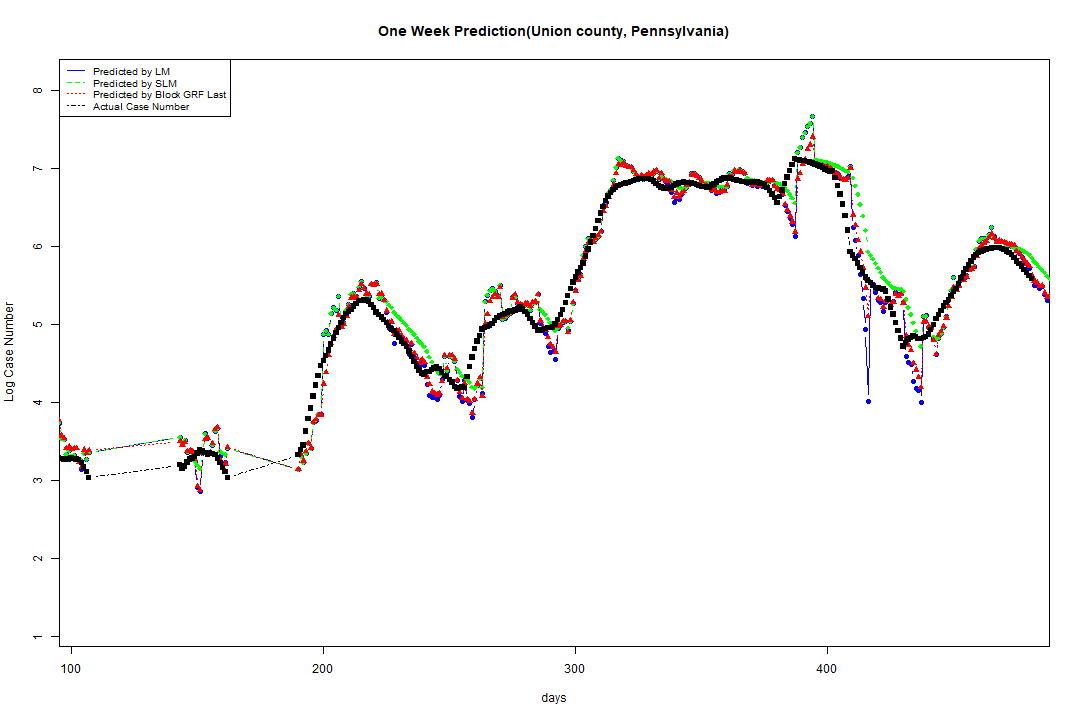 One Week Prediction(Union county, Pennsylvania)
Predicted by LM
Predicted by SLM
Predicted by Block GRF Last
Actual Case Number
8
7
6
5
4
3
2
1
Log Case Number
100 200 300 400
days